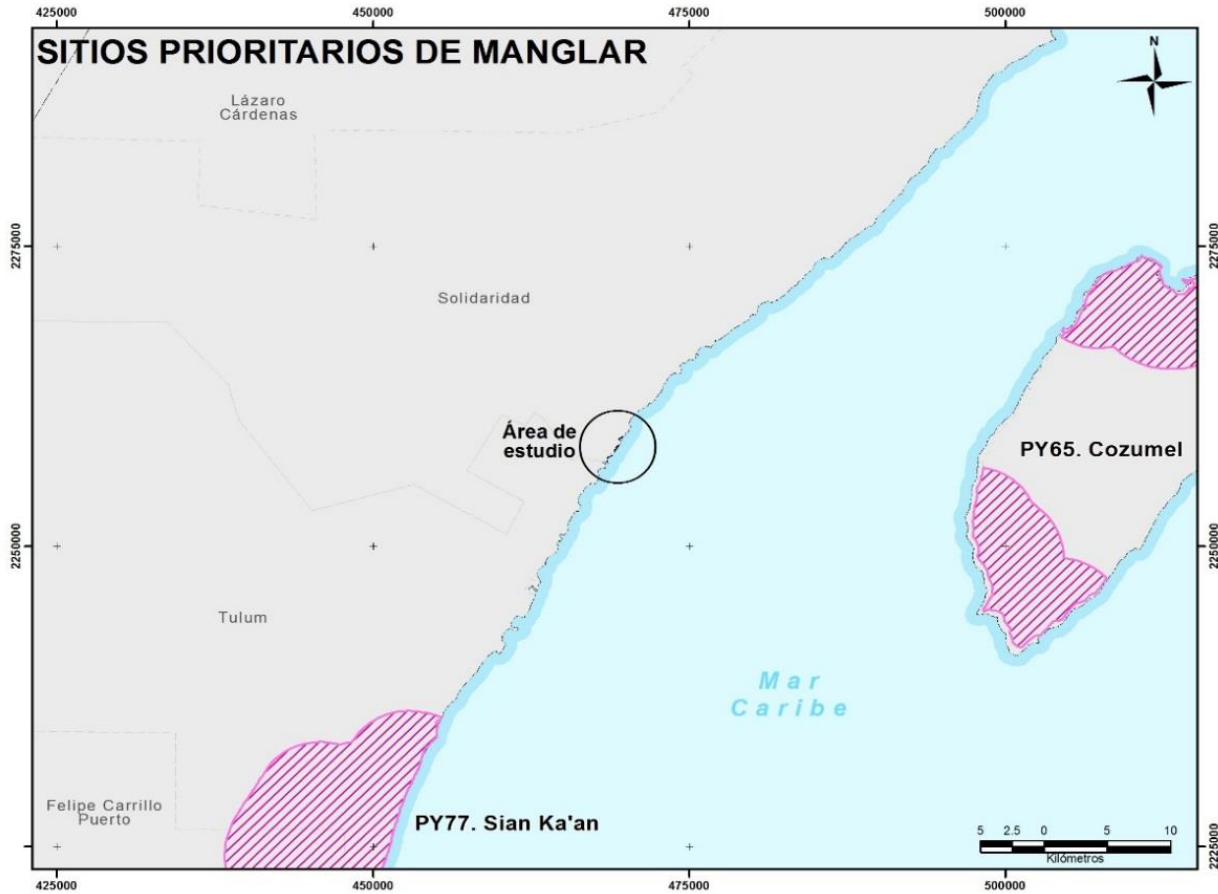 425000 450000 475000 500000
SITIOS PRIORITARIOS DE MANGLAR
N
Lázaro
Cárdenas
2275000 2275000
Solidaridad
Área de
estudio
PY65. Cozumel
2250000 2250000
Tulum
Mar
Caribe
Felipe Carrillo
Puerto
PY77. Sian Ka'an
5 2.5 0 5 10
Kilómetros
2225000
425000 450000 475000 500000